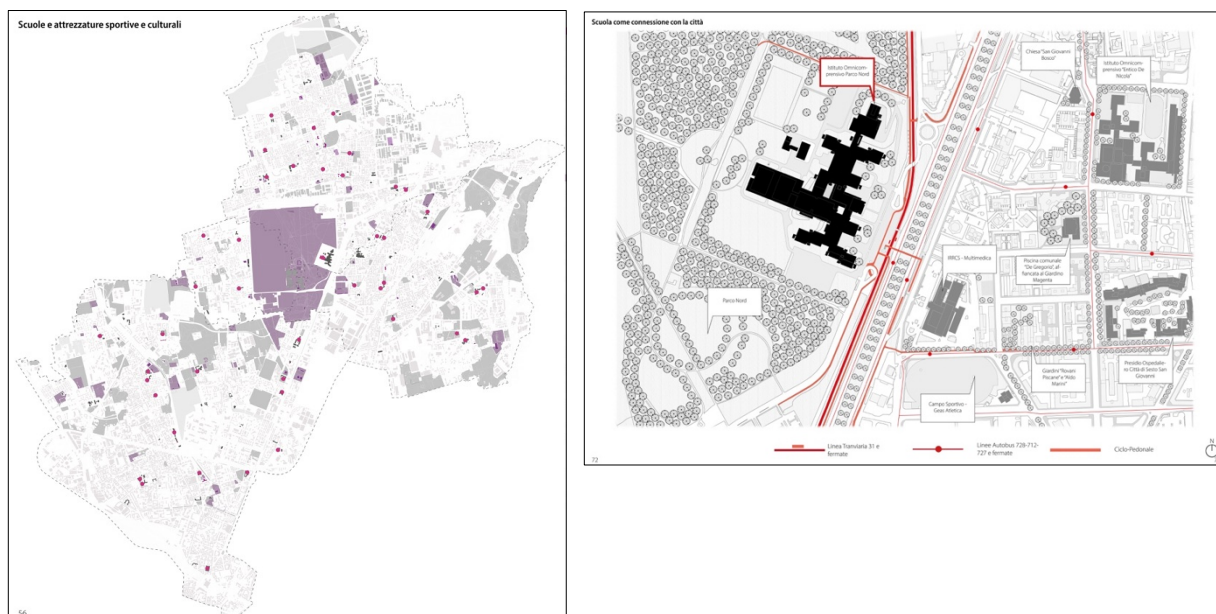 Scuole e attrezzature sportive e culturali
56
Scuola come connessione con la città
Istituto Omnicom-
prensivo Parco Nord
Chiesa "San Giovanni
Bosco"
Istituto Omnicom-
prensivo "Enrico De
Nicola"
IRRCS - Multimedica
Piscina comunale
"De Gregorio", af-
fiancata al Giardino
Magenta
Parco Nord
Campo Sportivo -
Geas Atletica
Giardini "Rovani
Piscane" e "Aldo
Marini"
Presidio Ospedalie-
ro Città di Sesto San
Giovanni
Linea Tranviaria 31 e
fermate
Linee Autobus 728-712-
727 e fermate
Ciclo-Pedonale
N
72